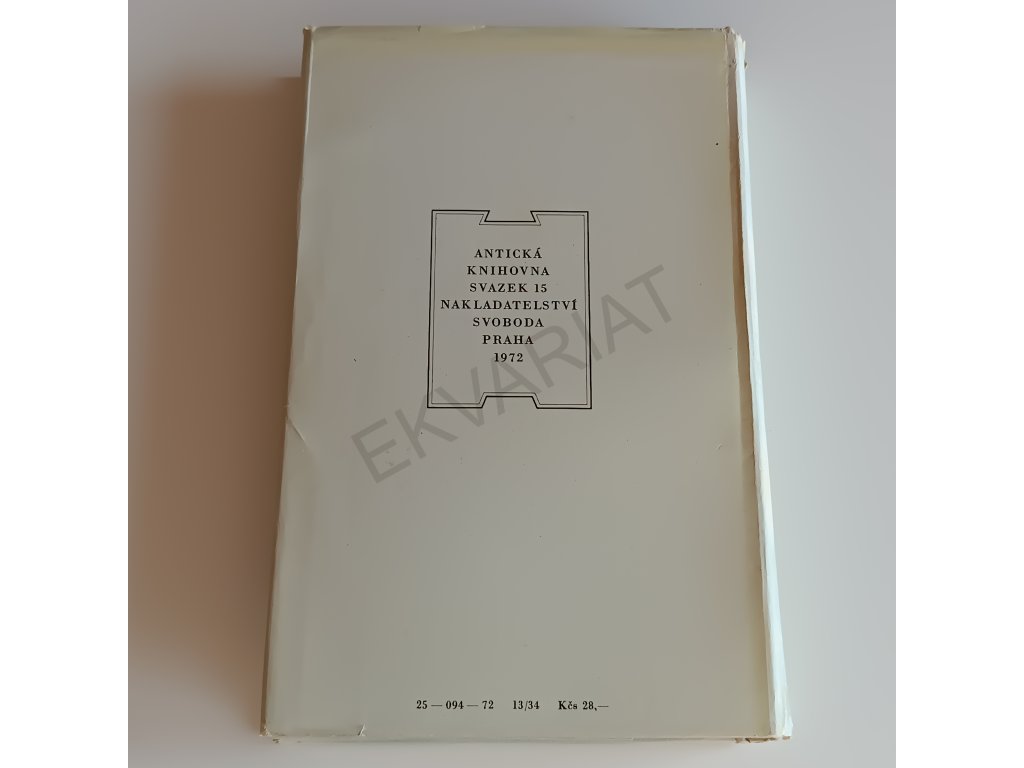 ANTICKÁ
KNIHOVNA
SVAZEK 15
NAKLADATELSTVÍ
SVOBODA
PRAHA
1972
EKVARIAT
25 — 094 — 72 13/34 Kčs 28,—